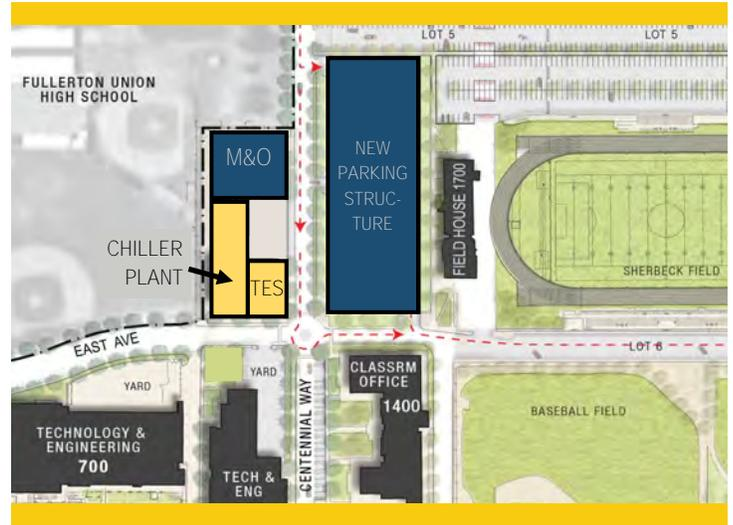 LOT 5
LOT 5
FULLERTON UNION
HIGH SCHOOL
M&O
NEW
PARKING
STRUC-
TURE
FIELD HOUSE 1700
CHILLER
PLANT
TES
SHERBECK FIELD
EAST AVE
LOT 6
YARD
YARD
CENTENNIAL WAY
CLASSRM
OFFICE
1400
BASEBALL FIELD
TECHNOLOGY &
ENGINEERING
700
TECH &
ENG